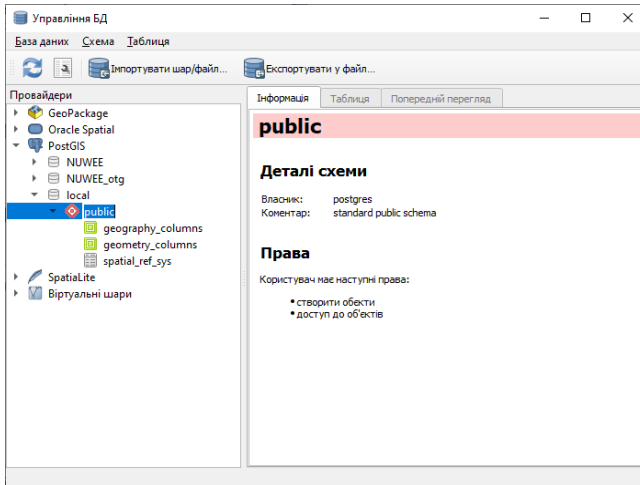 Управління БД
База даних Схема Таблиця
Імпортувати шар/файл... Експортувати у файл...
Провайдери
GeoPackage
Oracle Spatial
PostGIS
NUWEE
NUWEE_otg
local
public
geography_columns
geometry_columns
spatial_ref_sys
SpatiaLite
Віртуальні шари
Інформація Таблиця Попередній перегляд
public
Деталі схеми
Власник: postgres
Коментар: standard public schema
Права
Користувач має наступні права:
• створити обєкти
• доступ до об'єктів